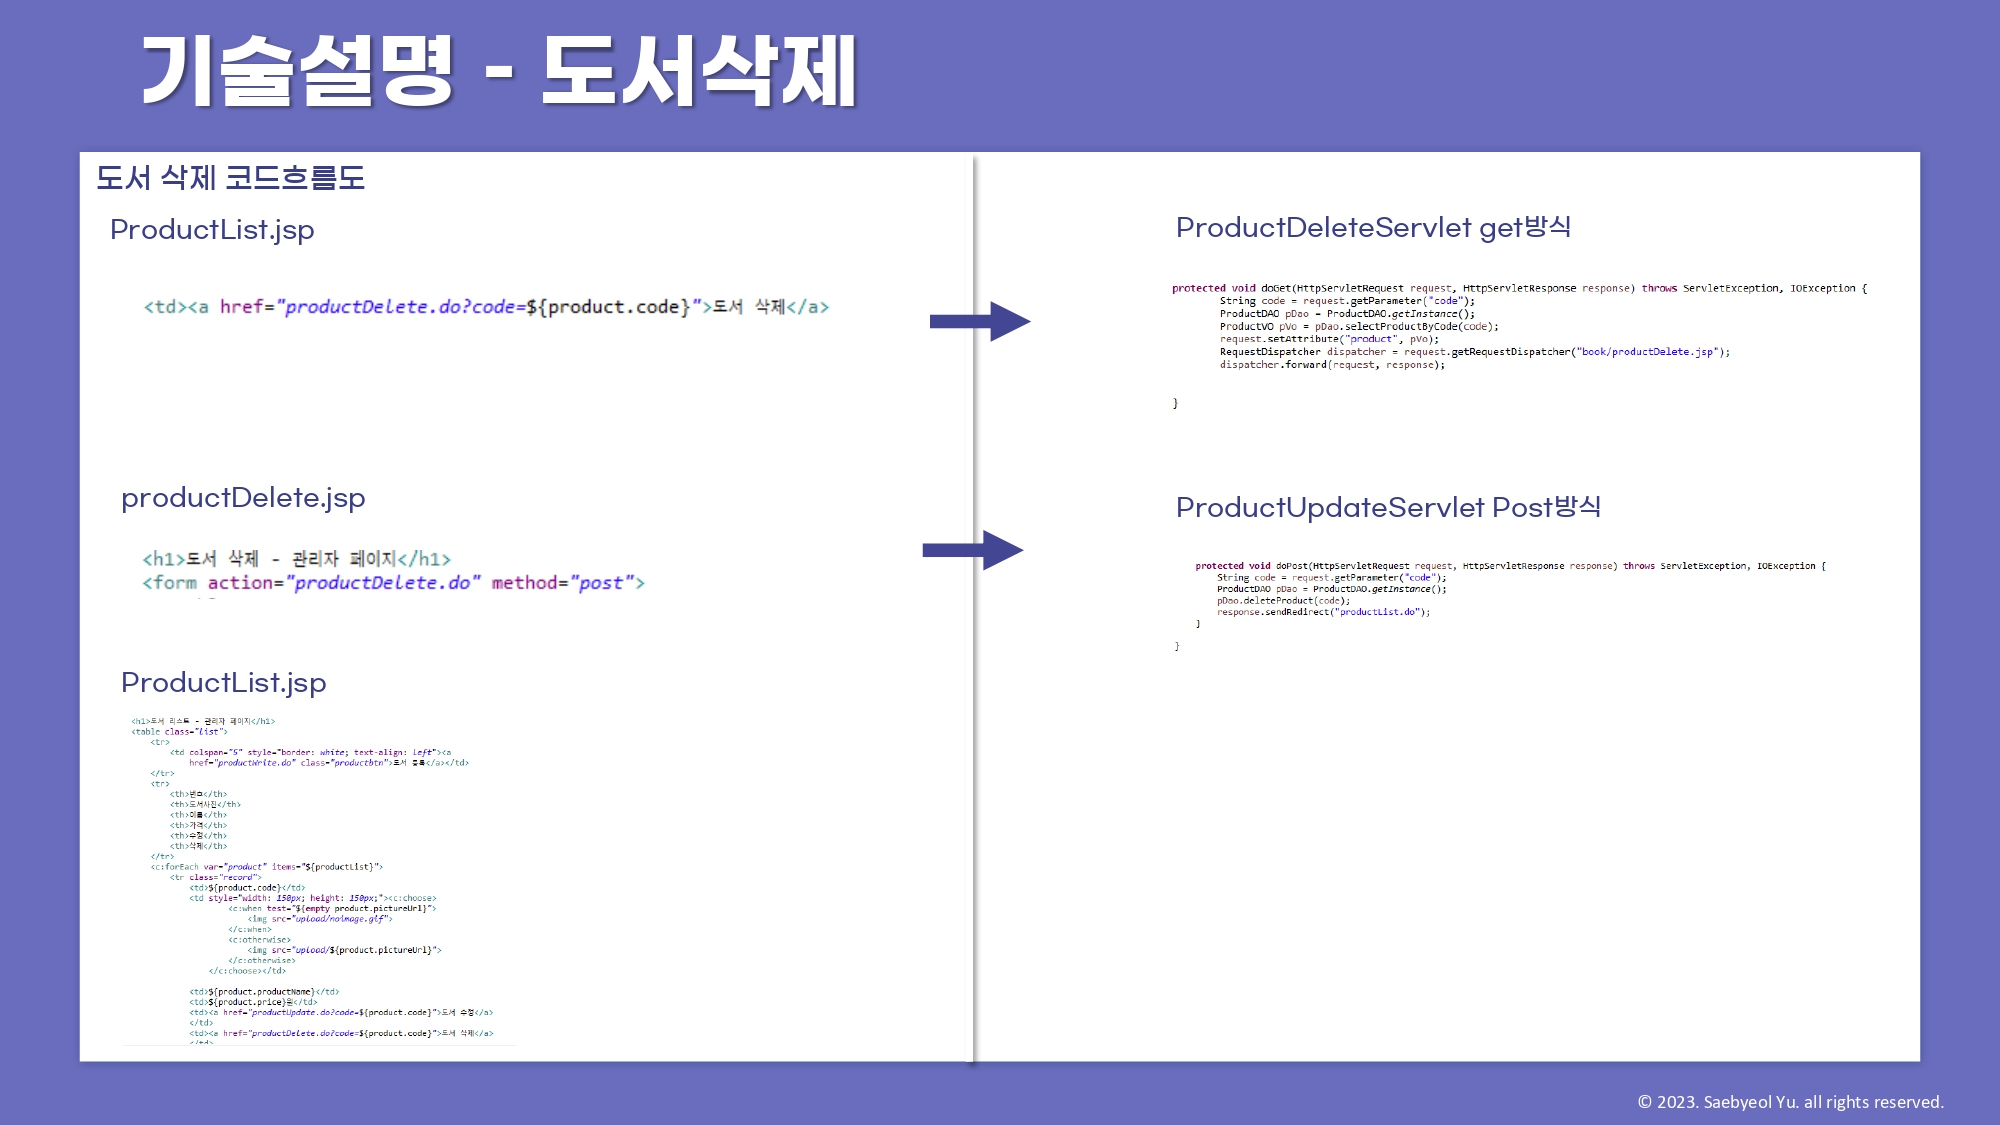 기술설명 - 도서삭제
도서 삭제 코드흐름도
ProductList.jsp
<td><a href="productDelete.do?code=${product.code}">도서 삭제</a>
ProductDeleteServlet get방식
protected void doGet(HttpServletRequest request, HttpServletResponse response) throws ServletException, IOException {
String code = request.getParameter("code");
ProductDAO pDao = ProductDAO.getInstance();
ProductVO pVo = pDao.selectProductByCode(code);
request.setAttribute("product", pVo);
RequestDispatcher dispatcher = request.getRequestDispatcher("book/productDelete.jsp");
dispatcher.forward(request, response);
}
productDelete.jsp
<h1>도서 삭제 - 관리자 페이지</h1>
<form action="productDelete.do" method="post">
ProductUpdateServlet Post방식
protected void doPost(HttpServletRequest request, HttpServletResponse response) throws ServletException, IOException {
String code = request.getParameter("code");
ProductDAO pDao = ProductDAO.getInstance();
pDao.deleteProduct(code);
response.sendRedirect("productList.do");
}
}
ProductList.jsp
<h1>도서 리스트 - 관리자 페이지</h1>
<table class="list">
<tr>
<td colspan="5" style="border: white; text-align: left"><a
href="productWrite.do" class="productbtn">도서 등록</a></td>
</tr>
<tr>
<th>번호</th>
<th>도서사진</th>
<th>이름</th>
<th>가격</th>
<th>수정</th>
<th>삭제</th>
</tr>
<c:forEach var="product" items="${productList}">
<tr class="record">
<td>${product.code}</td>
<td style="width: 150px; height: 150px;"><c:choose>
<c:when test="${empty product.pictureUrl}">
<img src="upload/noimage.gif">
</c:when>
<c:otherwise>
<img src="upload/${product.pictureUrl}">
</c:otherwise>
</c:choose></td>
<td>${product.productName}</td>
<td>${product.price}원</td>
<td><a href="productUpdate.do?code=${product.code}">도서 수정</a>
</td>
<td><a href="productDelete.do?code=${product.code}">도서 삭제</a>
</td>
© 2023. Saebyeol Yu. all rights reserved.